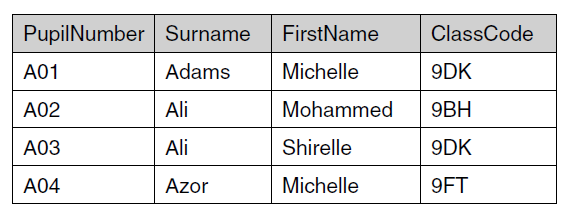 PupilNumber Surname FirstName ClassCode
A01 Adams Michelle 9DK
A02 Ali Mohammed 9BH
A03 Ali Shirelle 9DK
A04 Azor Michelle 9FT